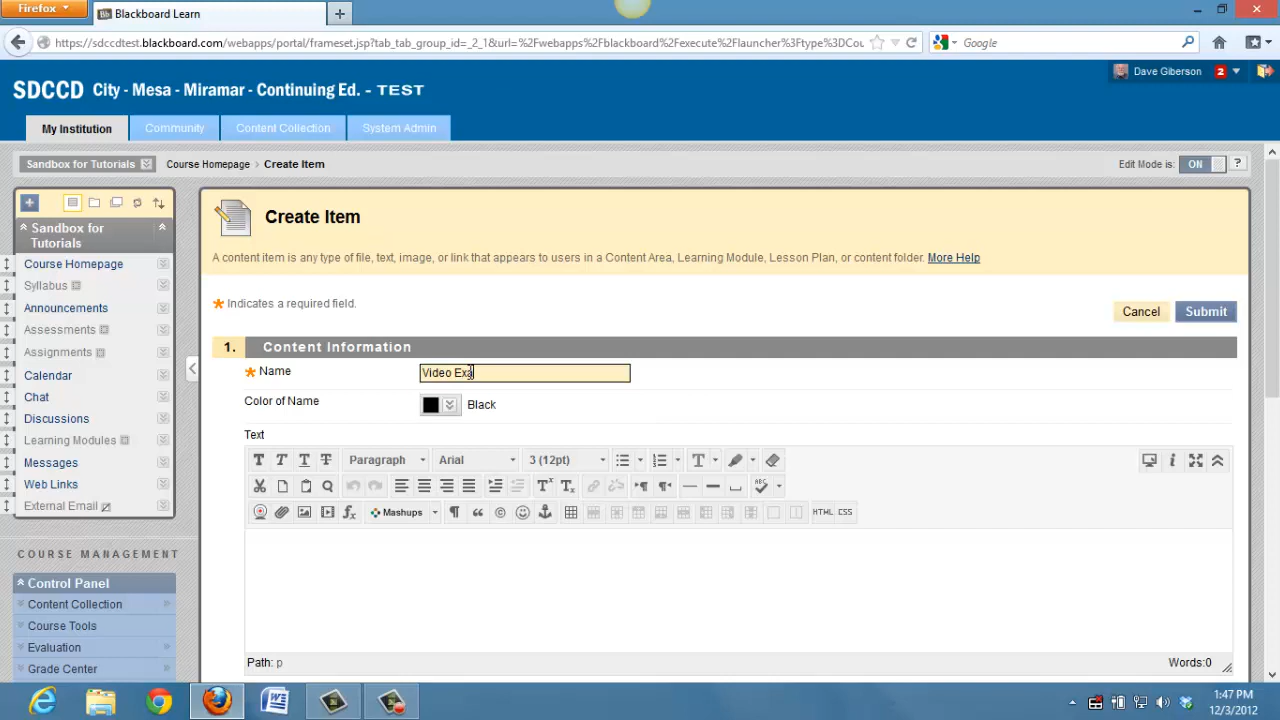 Firefox
Blackboard Learn
https://sdccdtest.blackboard.com/webapps/portal/frameset.jsp?tab_tab_group_id=_2_1&url=%2Fwebapps%2Fblackboard%2Fexecute%2Flauncher%3Ftype%3DCou
Google
SDCCD City - Mesa - Miramar - Continuing Ed. - TEST
Dave Giberson 2
My Institution Community Content Collection System Admin
Sandbox for Tutorials Course Homepage > Create Item Edit Mode is: ON ?
Sandbox for
Tutorials
Course Homepage
Syllabus
Announcements
Assessments
Assignments
Calendar
Chat
Discussions
Learning Modules
Messages
Web Links
External Email
COURSE MANAGEMENT
Control Panel
Content Collection
Course Tools
Evaluation
Grade Center
Create Item
A content item is any type of file, text, image, or link that appears to users in a Content Area, Learning Module, Lesson Plan, or content folder. More Help
Indicates a required field.
Cancel Submit
1. Content Information
Name Video Exa
Color of Name Black
Text
T T T T Paragraph Arial 3 (12pt) T
ABC
Mashups HTML CSS
Path: p Words:0
1:47 PM
12/3/2012